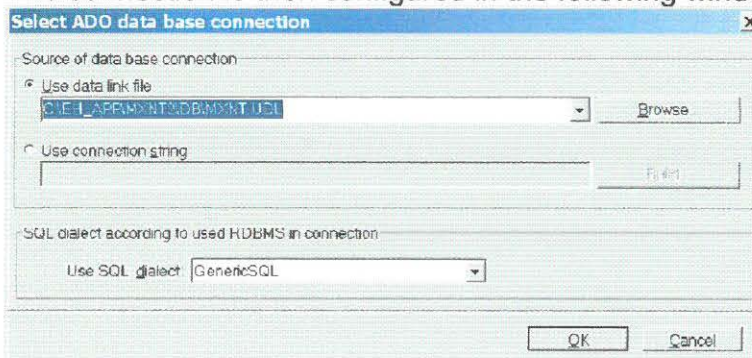 Select ADO data base connection
Source of data base connection
Use data link file
Browse
Use connection string
SQL dialect according to used RDBMS in connection
Use SQL dialect GenericSQL
OK Cancel